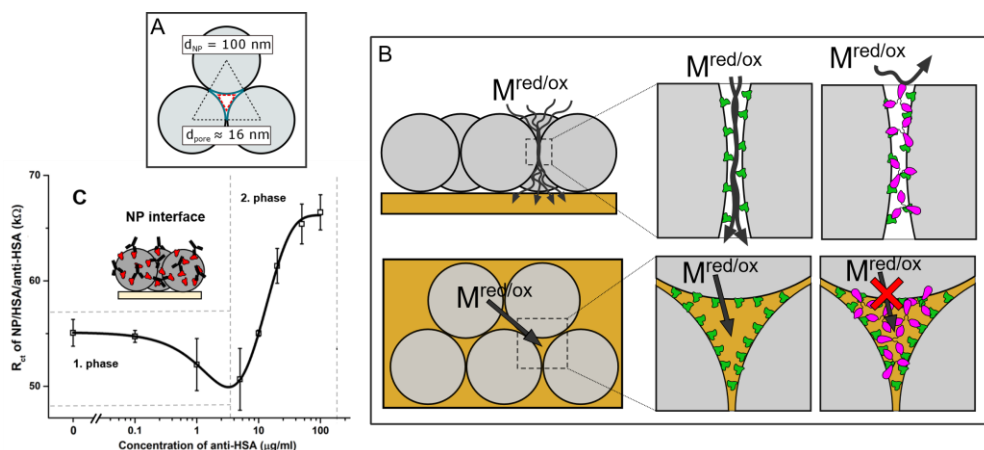 A
d_NP = 100 nm
d_pore ≈ 16 nm
B
M^red/ox
M^red/ox
M^red/ox
M^red/ox
M^red/ox
M^red/ox
C
NP interface
1. phase
2. phase
R_ct of NP/HSA/anti-HSA (kΩ)
70
60
50
0
0.1
1
10
100
Concentration of anti-HSA (µg/ml)